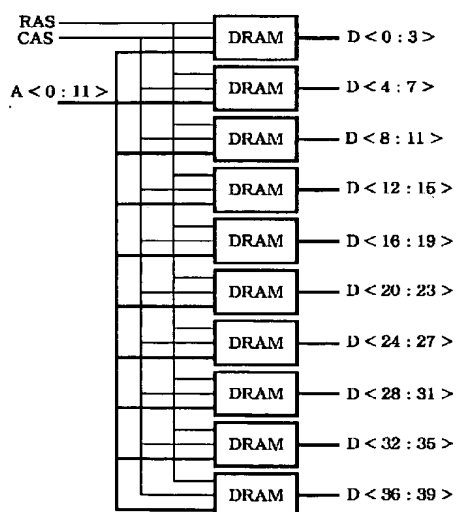 RAS
CAS
DRAM D < 0 : 3 >
A < 0 : 11 >
DRAM D < 4 : 7 >
DRAM D < 8 : 11 >
DRAM D < 12 : 15 >
DRAM D < 16 : 19 >
DRAM D < 20 : 23 >
DRAM D < 24 : 27 >
DRAM D < 28 : 31 >
DRAM D < 32 : 35 >
DRAM D < 36 : 39 >